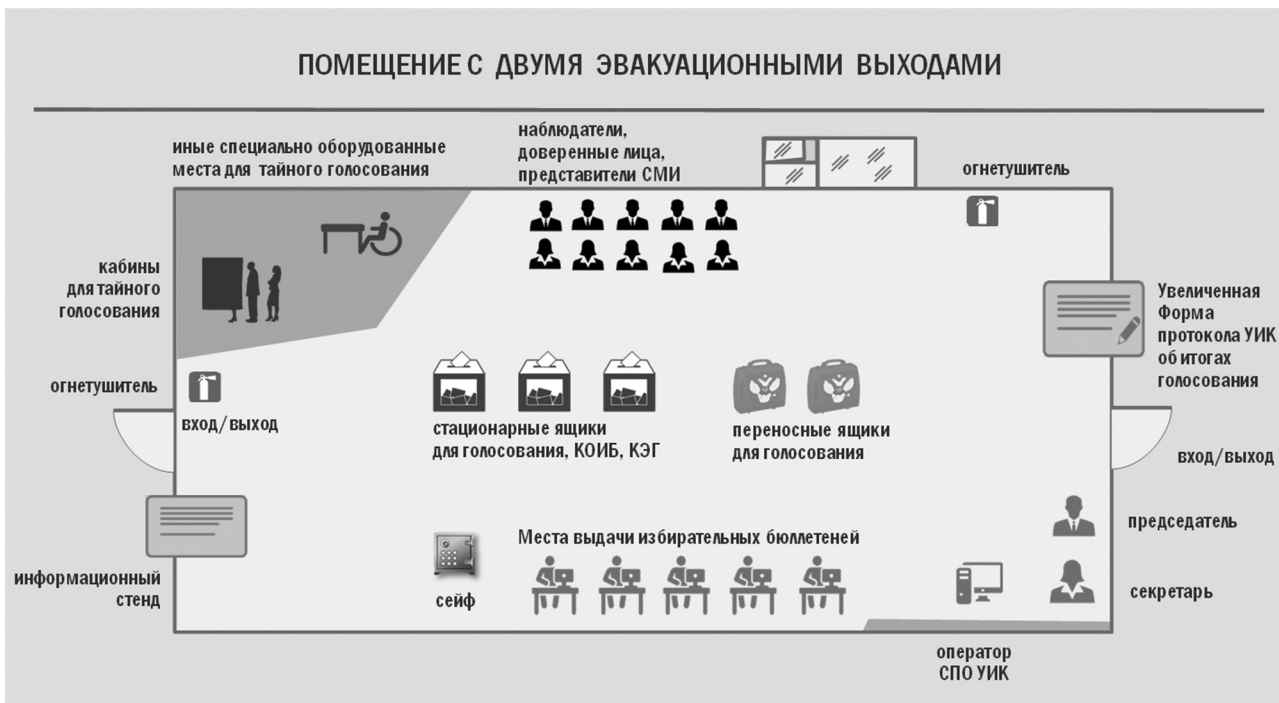 ПОМЕЩЕНИЕ С ДВУМЯ ЭВАКУАЦИОННЫМИ ВЫХОДАМИ
иные специально оборудованные
места для тайного голосования
наблюдатели,
доверенные лица,
представители СМИ
огнетушитель
кабины
для тайного
голосования
Увеличенная
Форма
протокола УИК
об итогах
голосования
огнетушитель
вход/выход
стационарные ящики
для голосования, КОИБ, КЭГ
переносные ящики
для голосования
вход/выход
председатель
Места выдачи избирательных бюллетеней
информационный
стенд
сейф
секретарь
оператор
СПО УИК